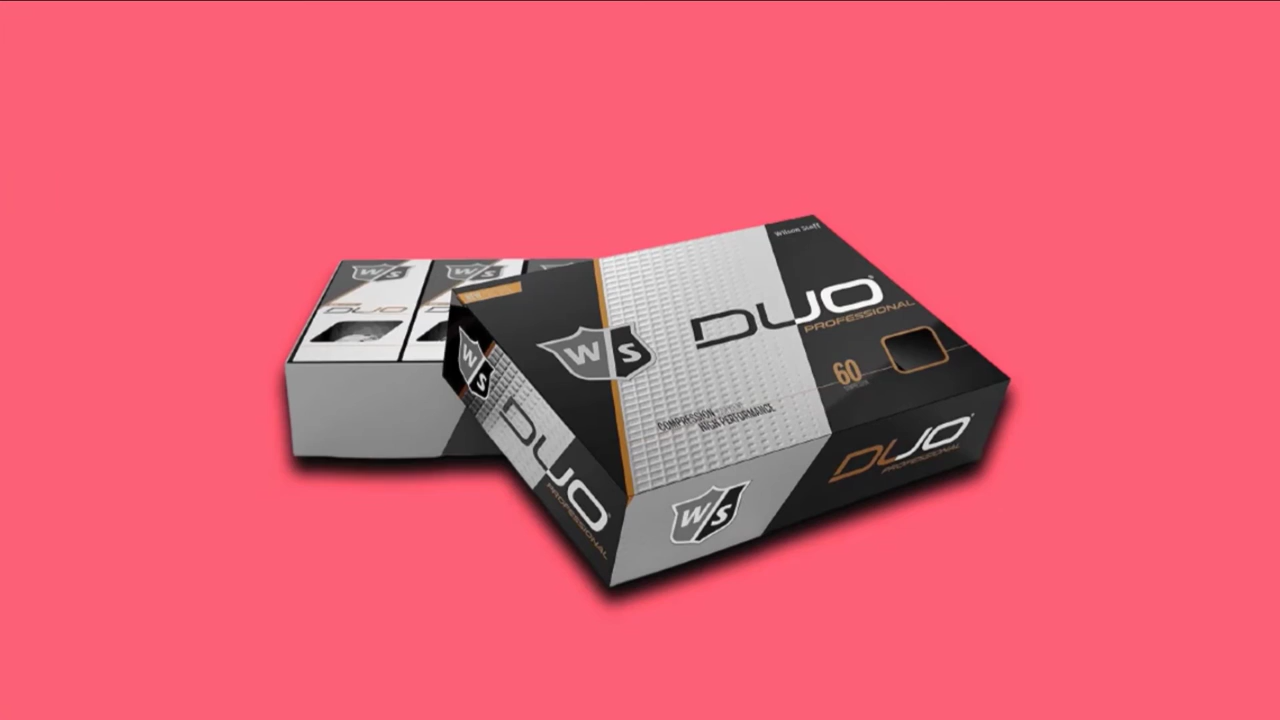 W/S
W/S
DUO
Wilson Staff
DUO
PROFESSIONAL
W/S
60
COMPRESSION
HIGH PERFORMANCE
W/S
DUO
PROFESSIONAL
W/S
DUO
PROFESSIONAL